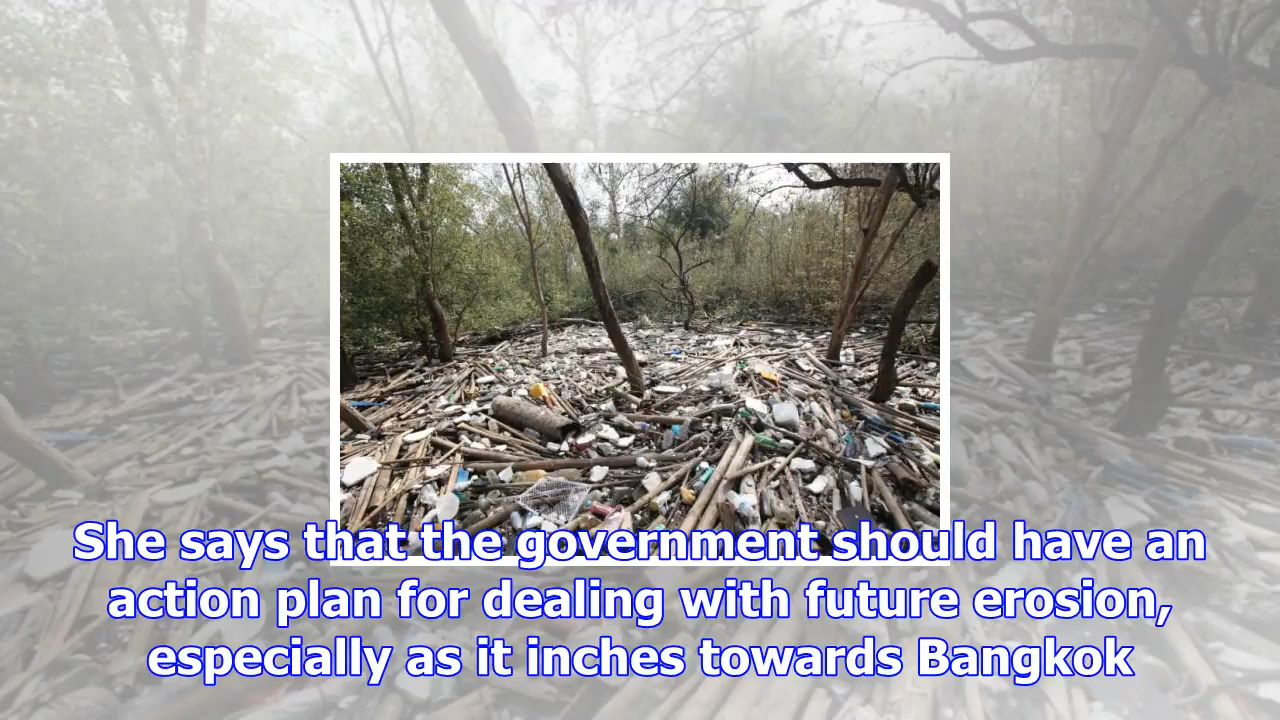 She says that the government should have an
action plan for dealing with future erosion,
especially as it inches towards Bangkok